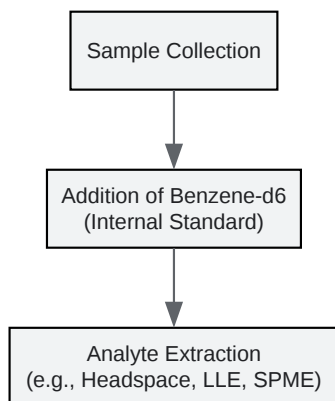 Sample Collection
Addition of Benzene-d6
(Internal Standard)
Analyte Extraction
(e.g., Headspace, LLE, SPME)